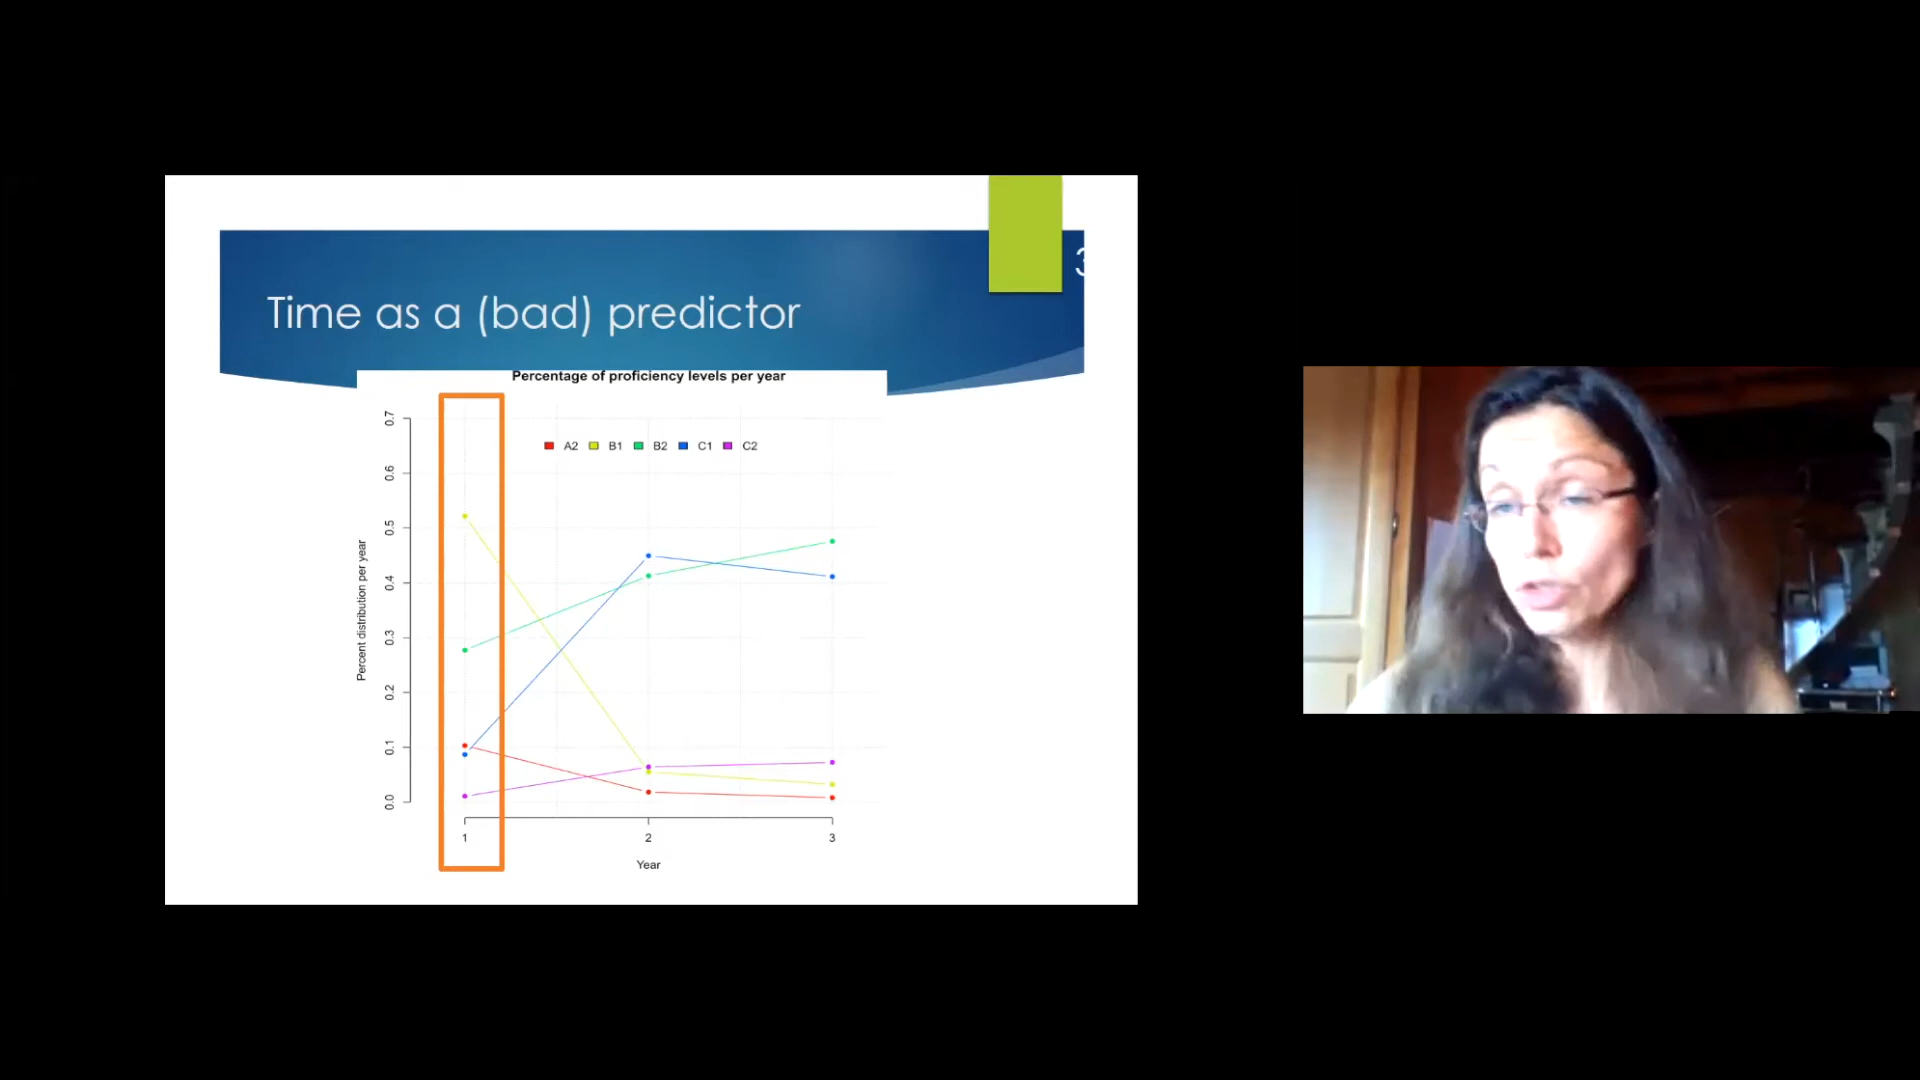 3
Time as a (bad) predictor
Percentage of proficiency levels per year
A2 B1 B2 C1 C2
0.7
0.6
0.5
0.4
0.3
0.2
0.1
0.0
Percent distribution per year
1 2 3
Year